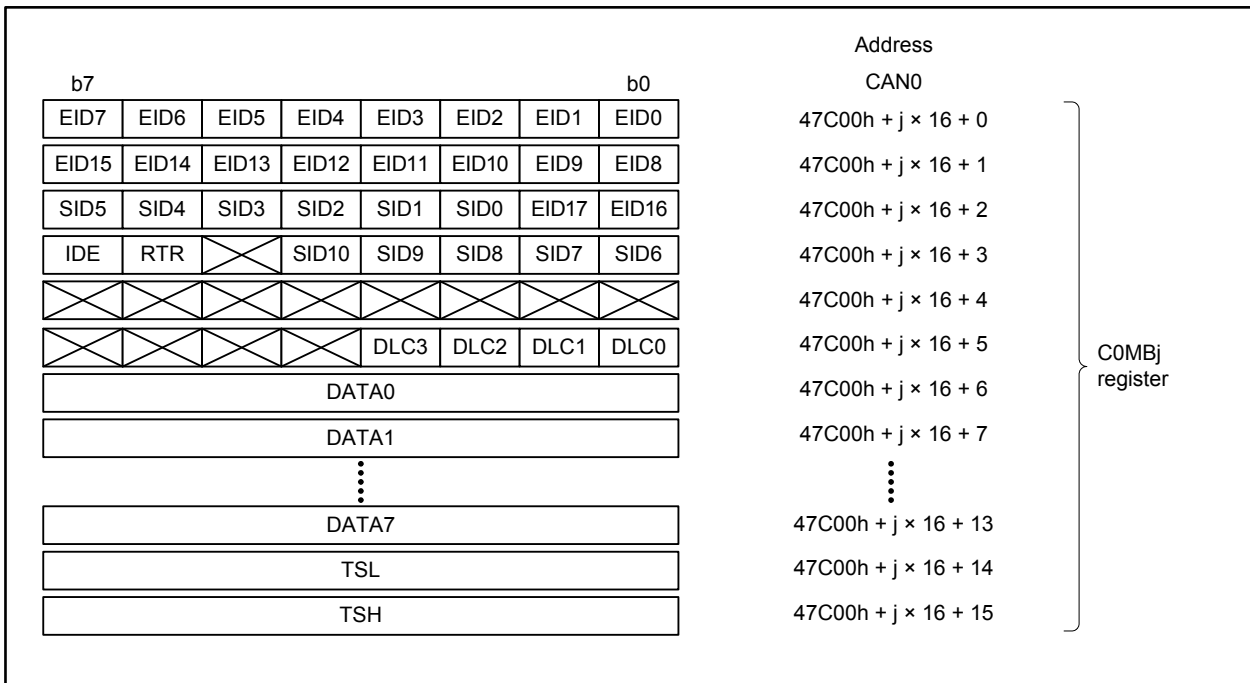 Address
b7 b0 CAN0
EID7 EID6 EID5 EID4 EID3 EID2 EID1 EID0 47C00h + j × 16 + 0
EID15 EID14 EID13 EID12 EID11 EID10 EID9 EID8 47C00h + j × 16 + 1
SID5 SID4 SID3 SID2 SID1 SID0 EID17 EID16 47C00h + j × 16 + 2
IDE RTR SID10 SID9 SID8 SID7 SID6 47C00h + j × 16 + 3
47C00h + j × 16 + 4
DLC3 DLC2 DLC1 DLC0 47C00h + j × 16 + 5
C0MBj
register
DATA0 47C00h + j × 16 + 6
DATA1 47C00h + j × 16 + 7
DATA7 47C00h + j × 16 + 13
TSL 47C00h + j × 16 + 14
TSH 47C00h + j × 16 + 15